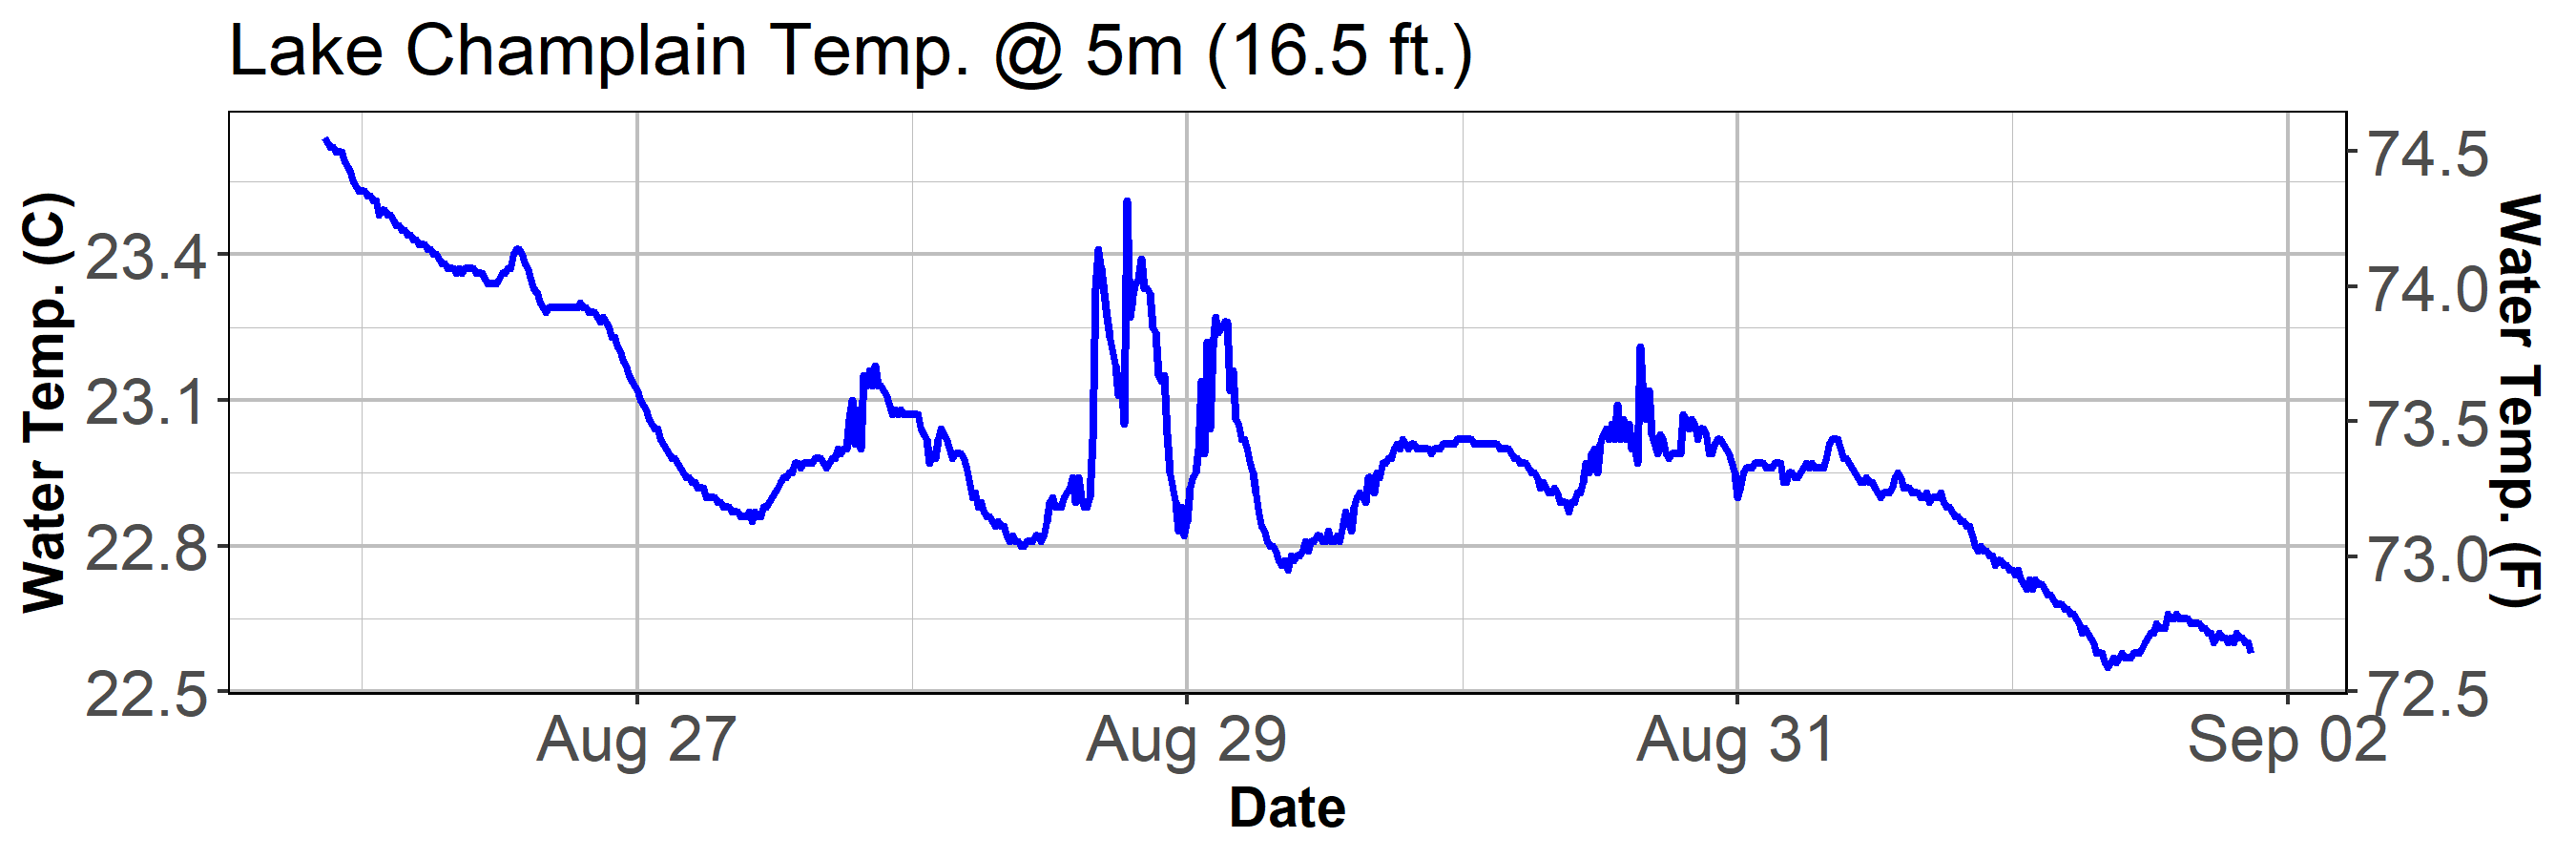 Lake Champlain Temp. @ 5m (16.5 ft.)
Water Temp. (C)
23.4
23.1
22.8
22.5
74.5
74.0
73.5
73.0
72.5
Water Temp. (F)
Aug 27
Aug 29
Aug 31
Sep 02
Date